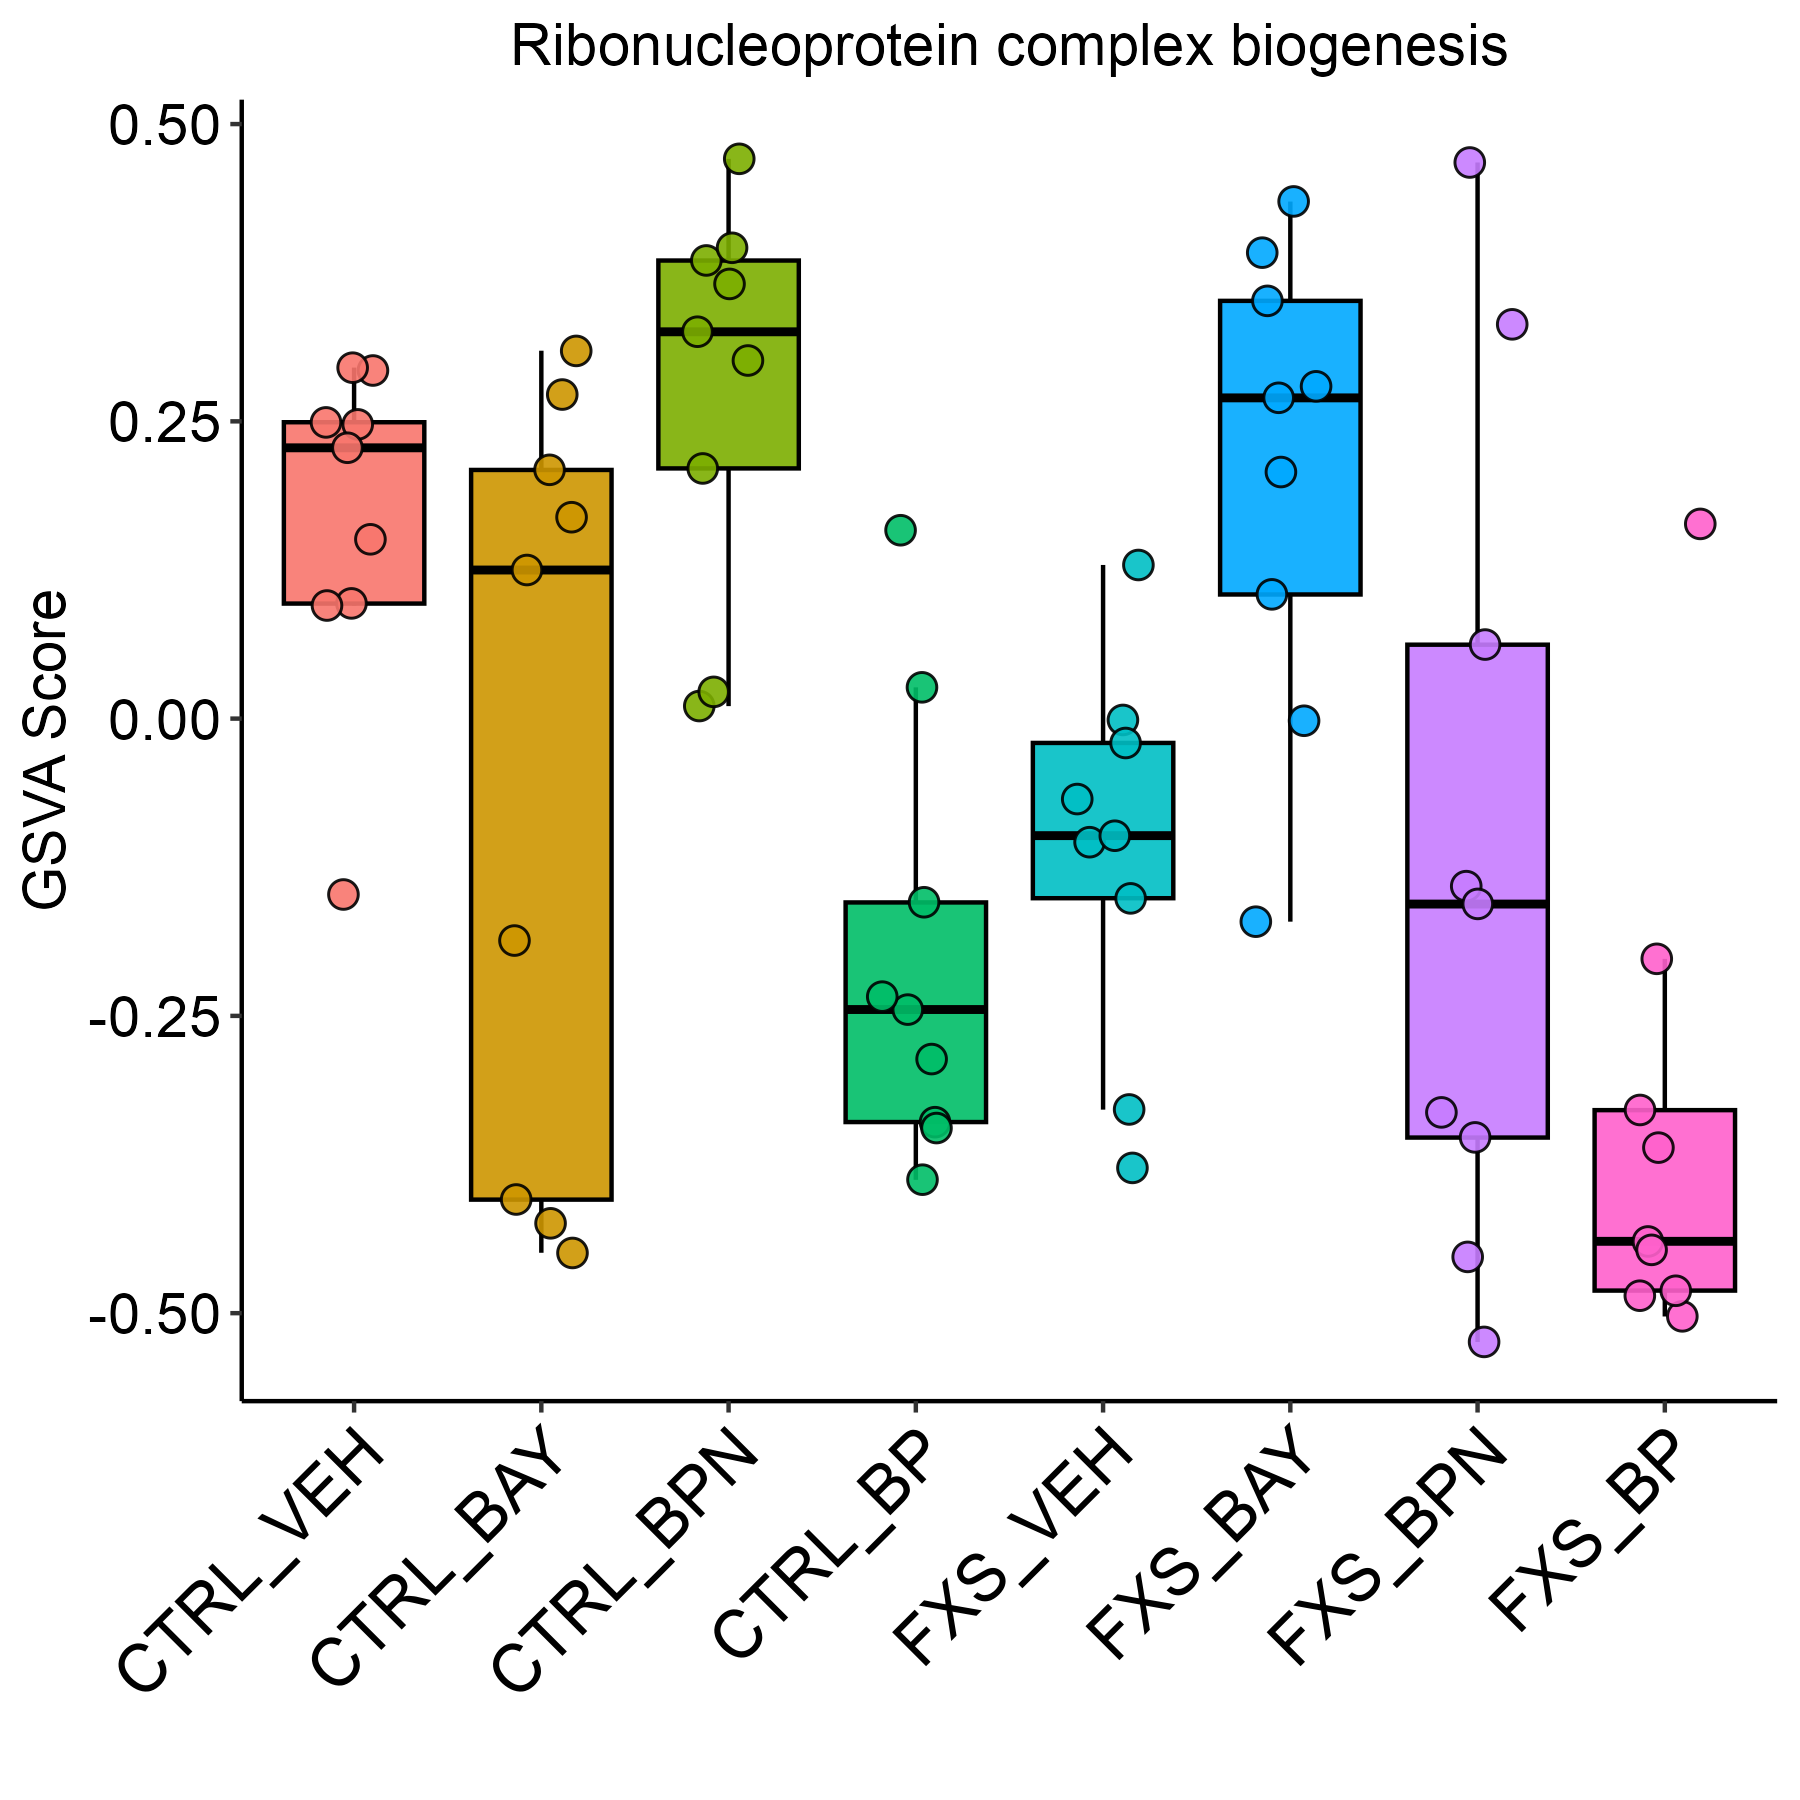 Ribonucleoprotein complex biogenesis
GSVA Score
0.50
0.25
0.00
-0.25
-0.50
CTRL_VEH
CTRL_BAY
CTRL_BPN
CTRL_BP
FXS_VEH
FXS_BAY
FXS_BPN
FXS_BP